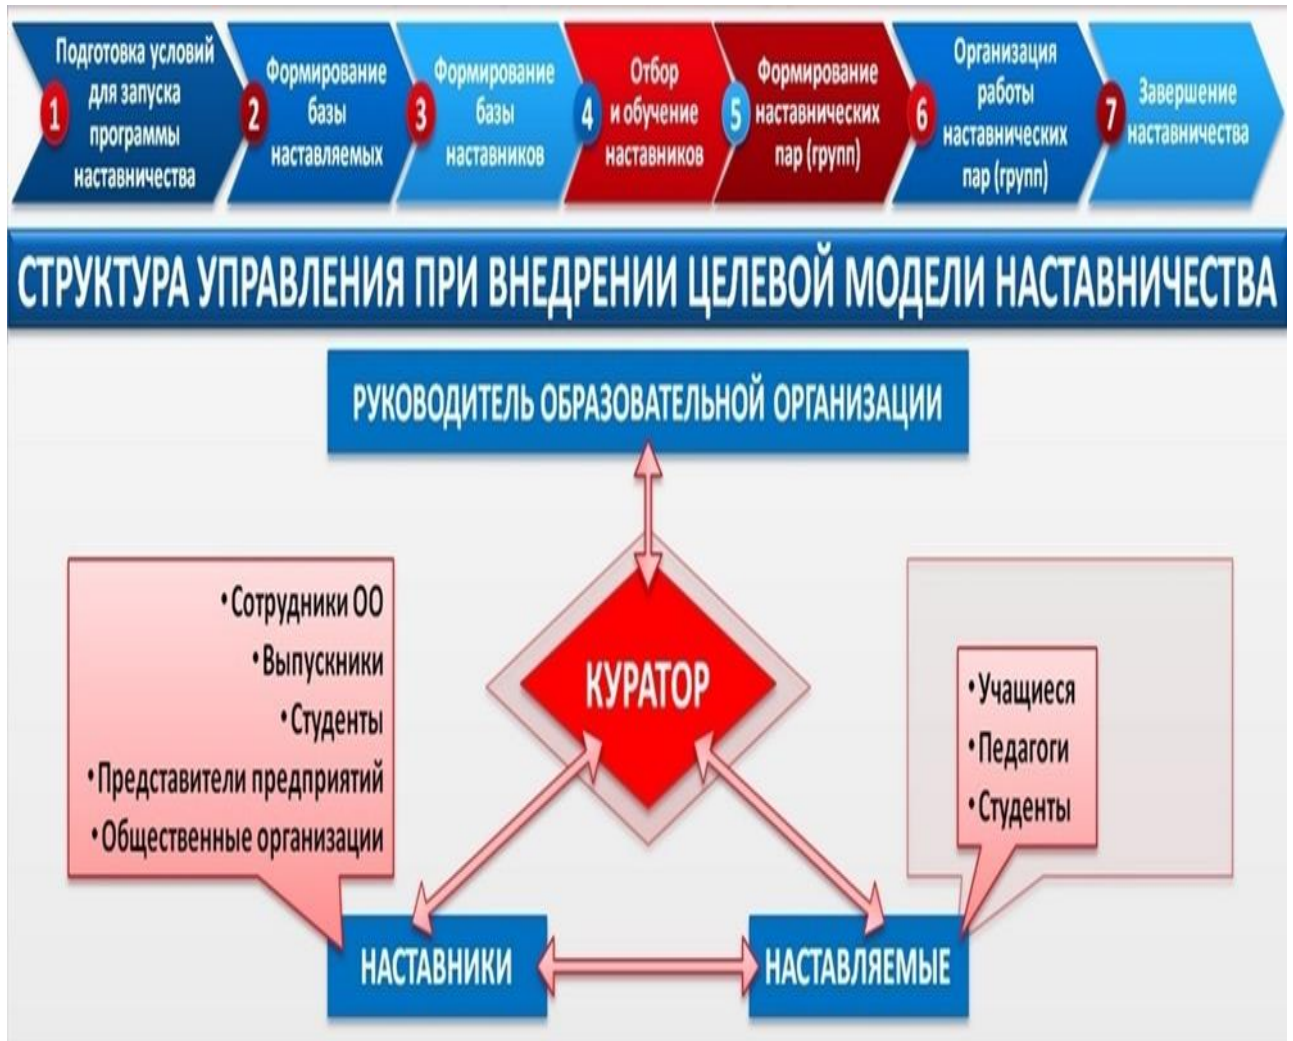 1
Подготовка условий
для запуска
программы
наставничества
2
Формирование
базы
наставляемых
3
Формирование
базы
наставников
4
Отбор
и обучение
наставников
5
Формирование
наставнических
пар (групп)
6
Организация
работы
наставнических
пар (групп)
7
Завершение
наставничества
СТРУКТУРА УПРАВЛЕНИЯ ПРИ ВНЕДРЕНИИ ЦЕЛЕВОЙ МОДЕЛИ НАСТАВНИЧЕСТВА
РУКОВОДИТЕЛЬ ОБРАЗОВАТЕЛЬНОЙ ОРГАНИЗАЦИИ
•Сотрудники ОО
•Выпускники
•Студенты
•Представители предприятий
•Общественные организации
КУРАТОР
•Учащиеся
•Педагоги
•Студенты
НАСТАВНИКИ
НАСТАВЛЯЕМЫЕ